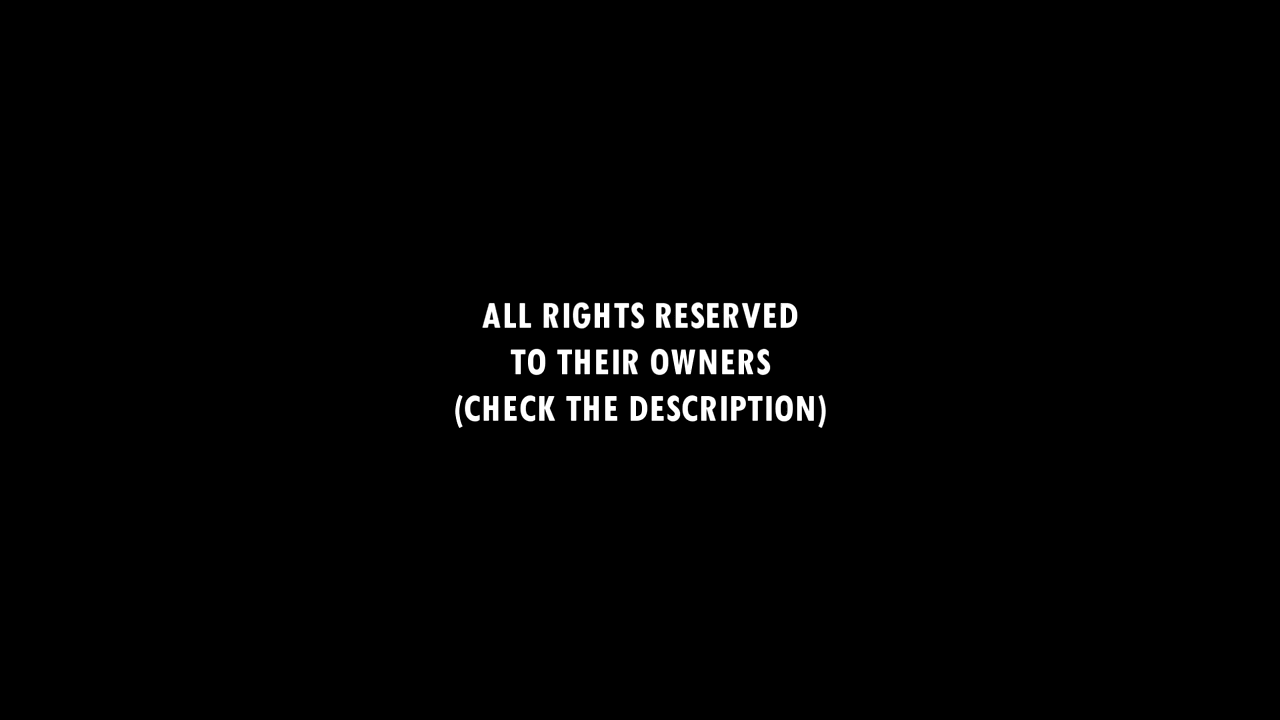 ALL RIGHTS RESERVED
TO THEIR OWNERS
(CHECK THE DESCRIPTION)